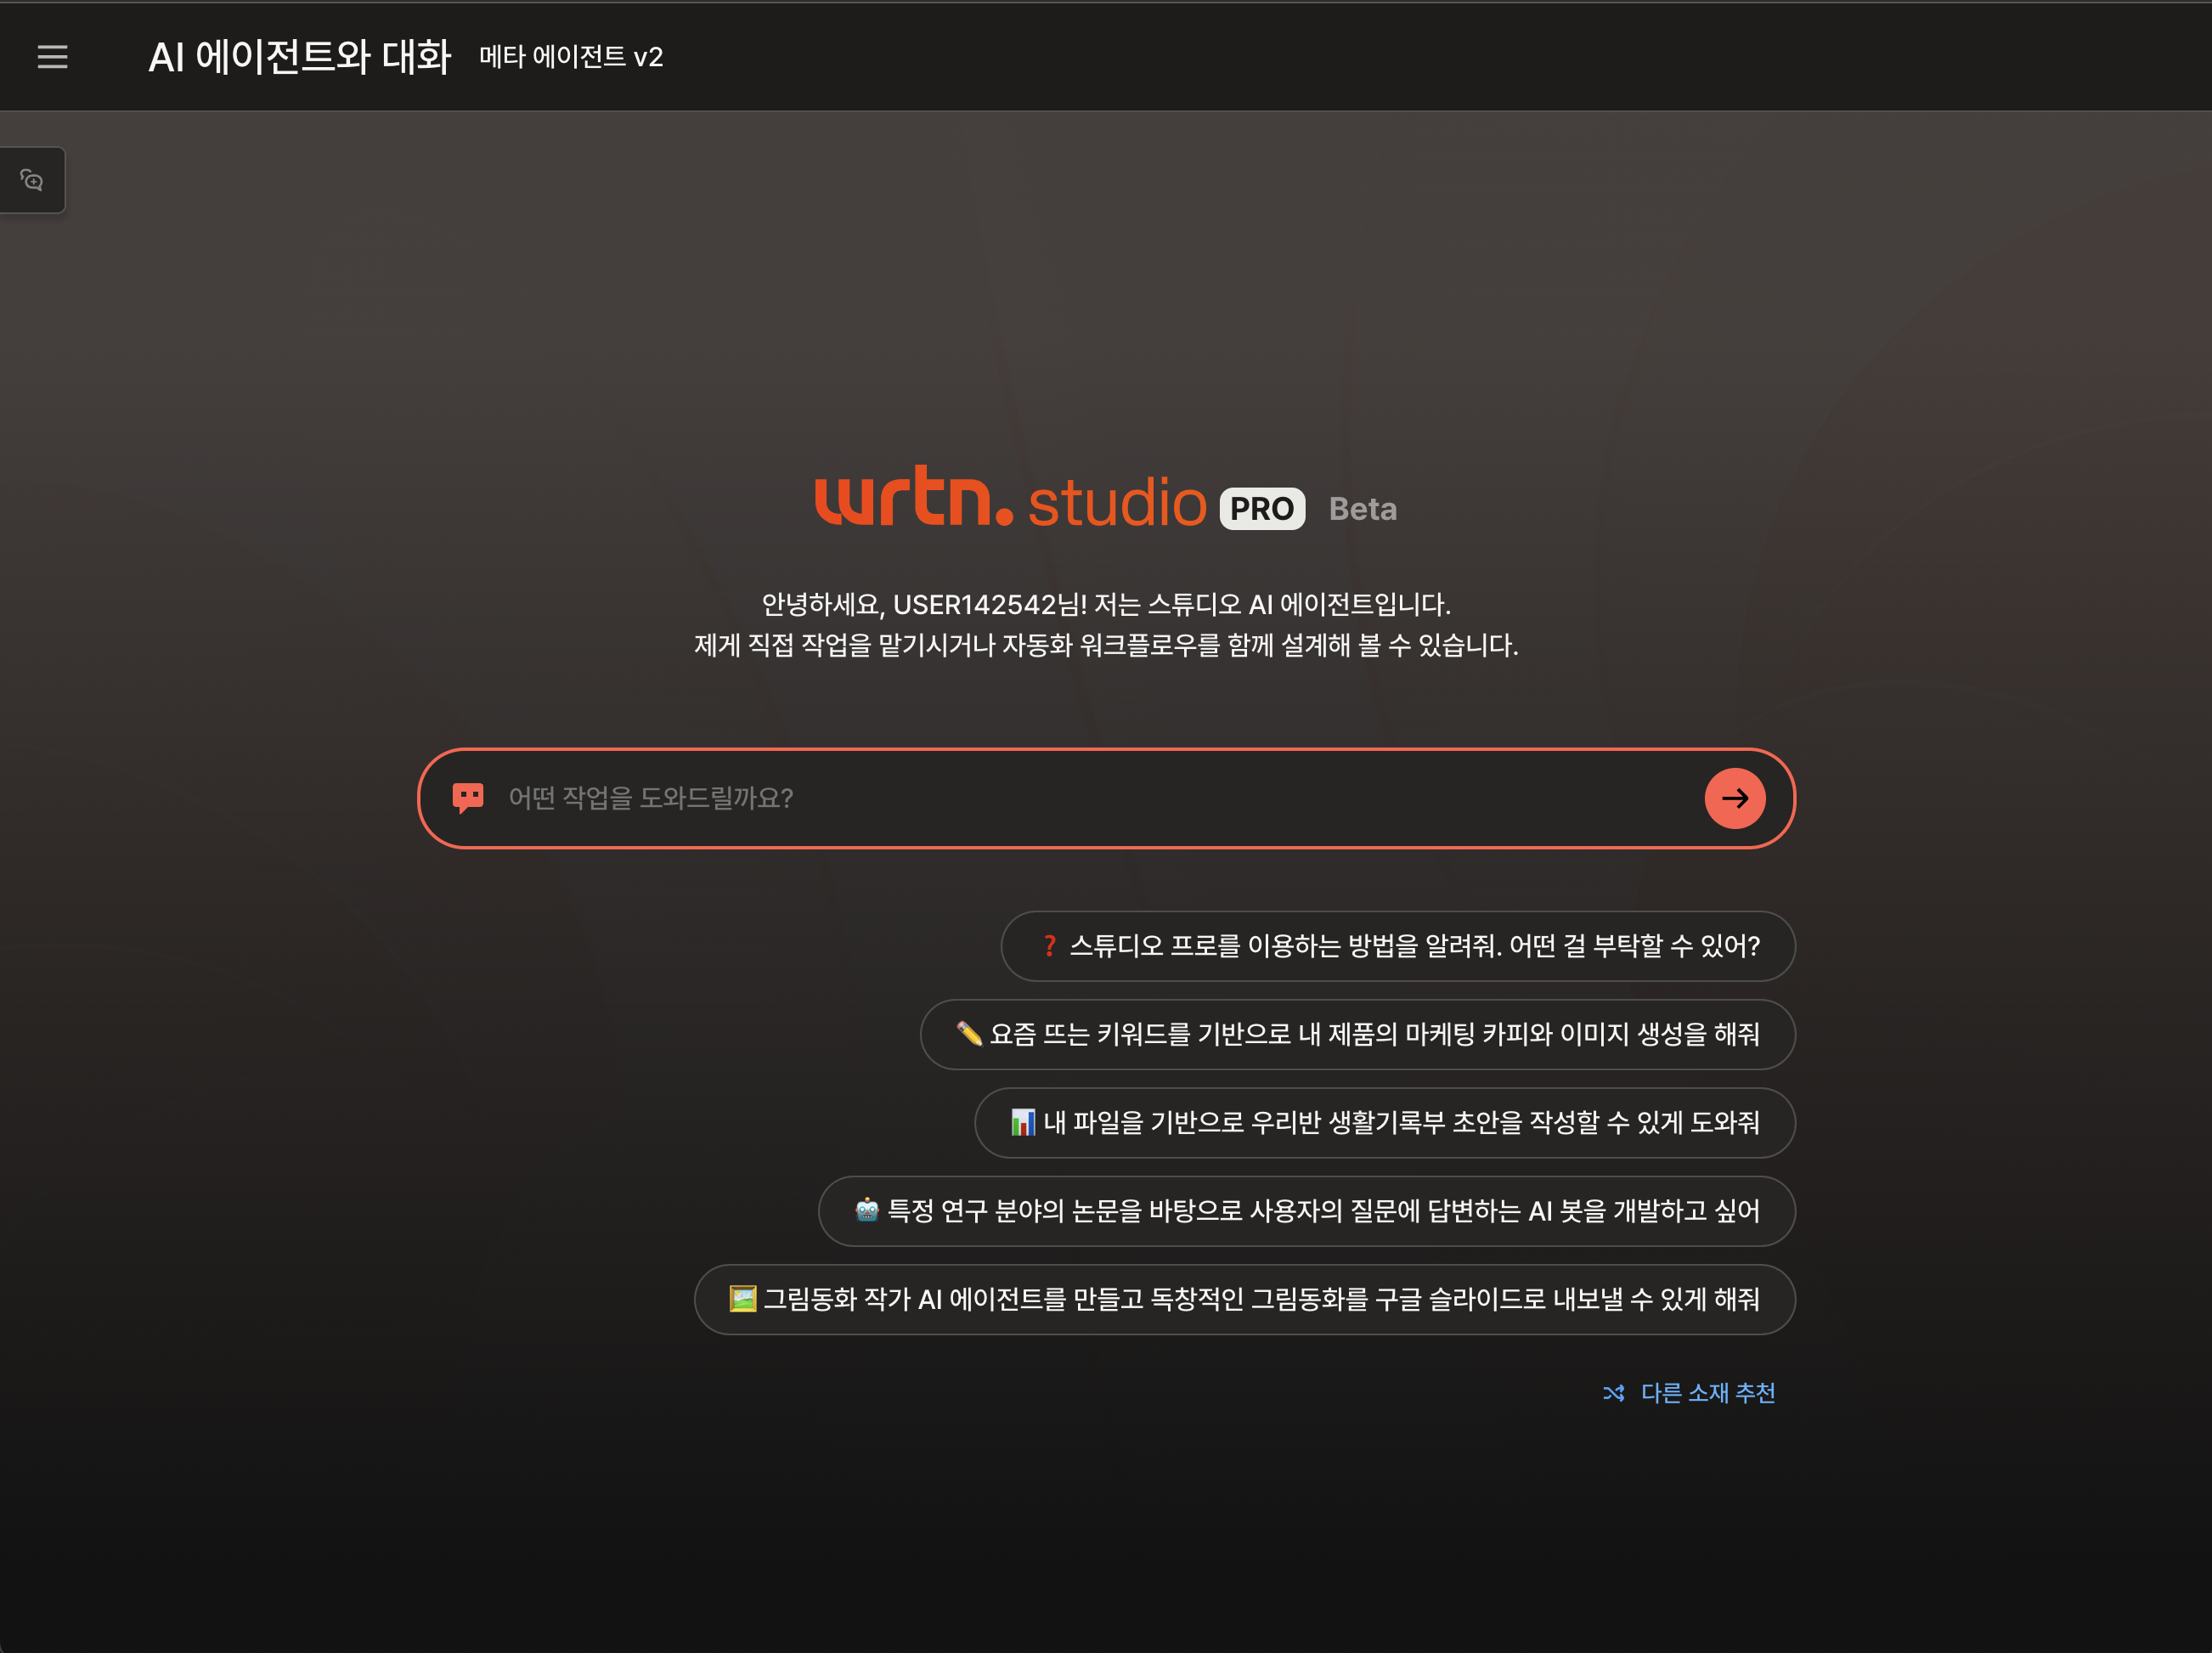 AI 에이전트와 대화 메타 에이전트 v2
wrtn. studio PRO Beta
안녕하세요, USER142542님! 저는 스튜디오 AI 에이전트입니다.
제게 직접 작업을 맡기시거나 자동화 워크플로우를 함께 설계해 볼 수 있습니다.
어떤 작업을 도와드릴까요?
❓ 스튜디오 프로를 이용하는 방법을 알려줘. 어떤 걸 부탁할 수 있어?
✏️ 요즘 뜨는 키워드를 기반으로 내 제품의 마케팅 카피와 이미지 생성을 해줘
📊 내 파일을 기반으로 우리반 생활기록부 초안을 작성할 수 있게 도와줘
🤖 특정 연구 분야의 논문을 바탕으로 사용자의 질문에 답변하는 AI 봇을 개발하고 싶어
🖼️ 그림동화 작가 AI 에이전트를 만들고 독창적인 그림동화를 구글 슬라이드로 내보낼 수 있게 해줘
다른 소재 추천